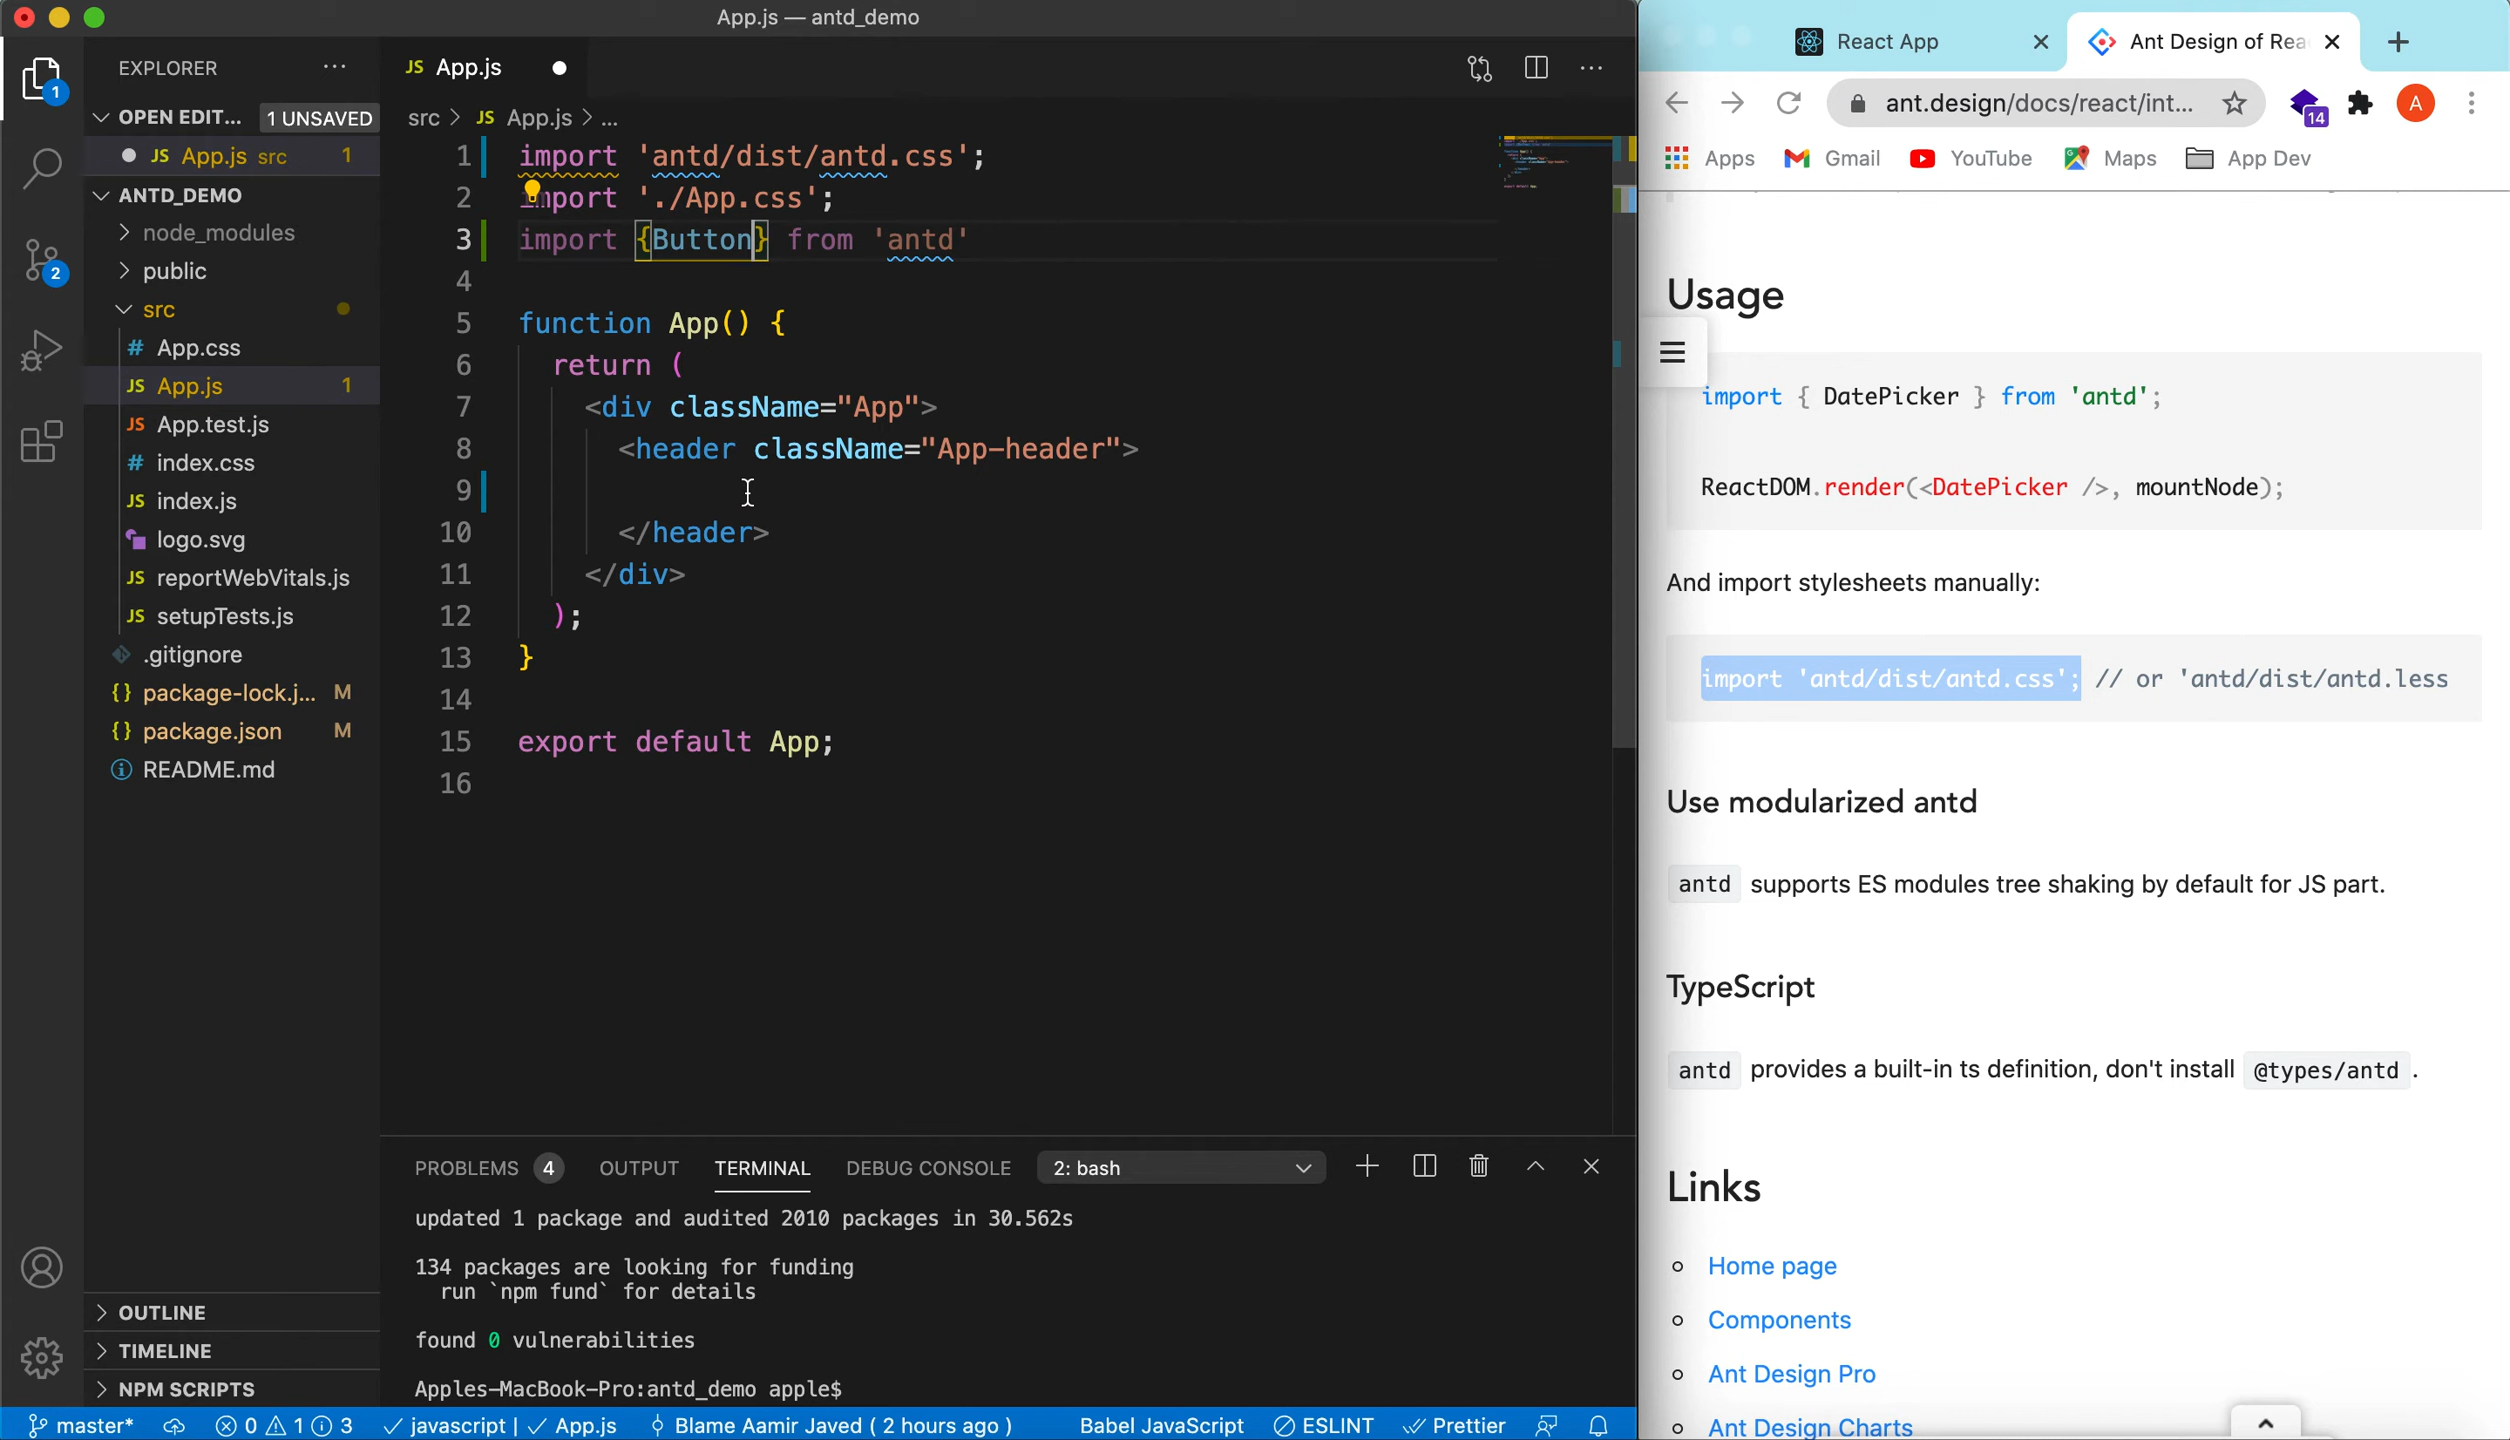 App.js — antd_demo
EXPLORER
OPEN EDIT... 1 UNSAVED
JS App.js src 1
ANTD_DEMO
node_modules
public
src
# App.css
JS App.js 1
JS App.test.js
# index.css
JS index.js
logo.svg
JS reportWebVitals.js
JS setupTests.js
.gitignore
{} package-lock.j... M
{} package.json M
README.md
OUTLINE
TIMELINE
NPM SCRIPTS
1
2
JS App.js
src > JS App.js > ...
1 import 'antd/dist/antd.css';
2 import './App.css';
3 import {Button} from 'antd'
4
5 function App() {
6 return (
7 <div className="App">
8 <header className="App-header">
9
10 </header>
11 </div>
12 );
13 }
14
15 export default App;
16
PROBLEMS 4 OUTPUT TERMINAL DEBUG CONSOLE 2: bash
updated 1 package and audited 2010 packages in 30.562s
134 packages are looking for funding
run `npm fund` for details
found 0 vulnerabilities
Apples-MacBook-Pro:antd_demo apple$
master* 0 1 3 javascript | App.js Blame Aamir Javed ( 2 hours ago ) Babel JavaScript ESLINT Prettier
React App
Ant Design of Rea
ant.design/docs/react/int...
14
A
Apps Gmail YouTube Maps App Dev
Usage
import { DatePicker } from 'antd';
ReactDOM.render(<DatePicker />, mountNode);
And import stylesheets manually:
import 'antd/dist/antd.css'; // or 'antd/dist/antd.less
Use modularized antd
antd supports ES modules tree shaking by default for JS part.
TypeScript
antd provides a built-in ts definition, don't install @types/antd .
Links
Home page
Components
Ant Design Pro
Ant Design Charts